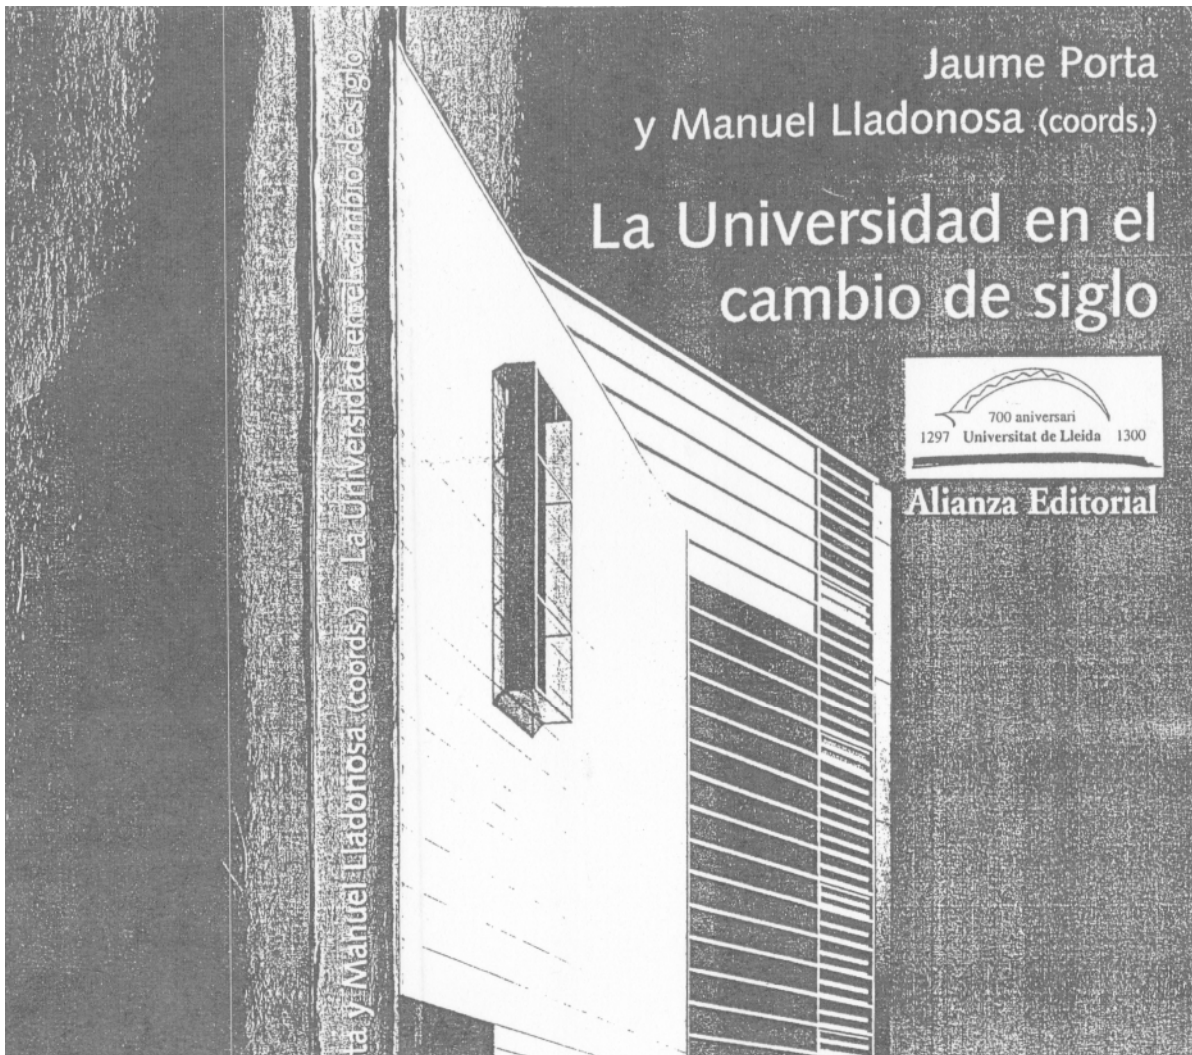 Jaume Porta
y Manuel Lladonosa (coords.)
La Universidad en el
cambio de siglo
700 aniversari
1297 Universitat de Lleida 1300
Alianza Editorial
ta y Manuel Lladonosa (coords.) • La Universidad en el cambio de siglo